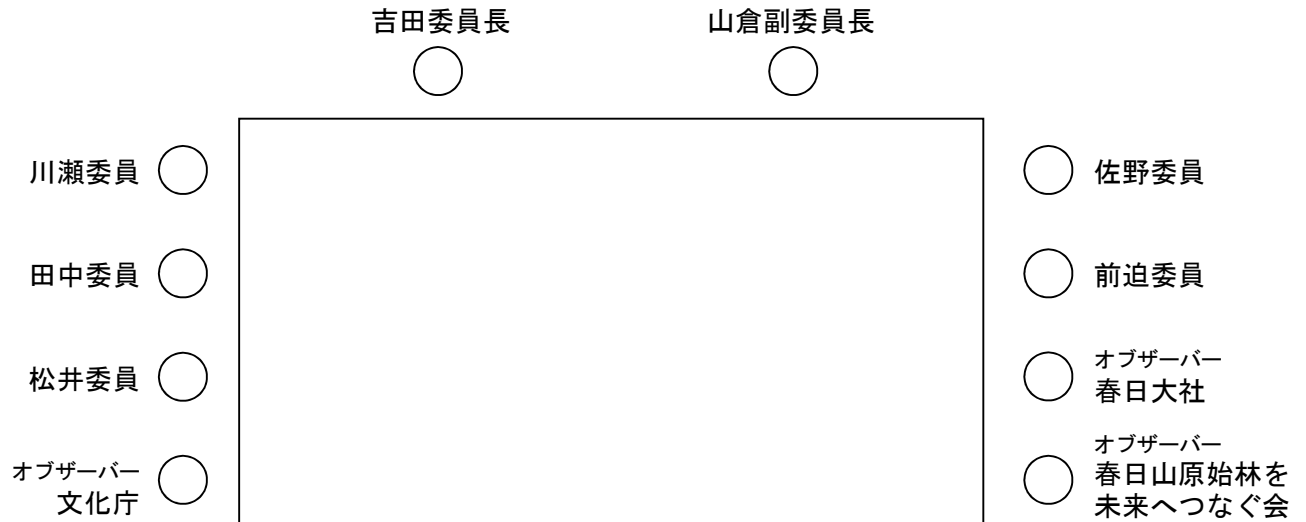 吉田委員長
山倉副委員長
川瀬委員
佐野委員
田中委員
前迫委員
松井委員
オブザーバー
春日大社
オブザーバー
文化庁
オブザーバー
春日山原始林を
未来へつなぐ会